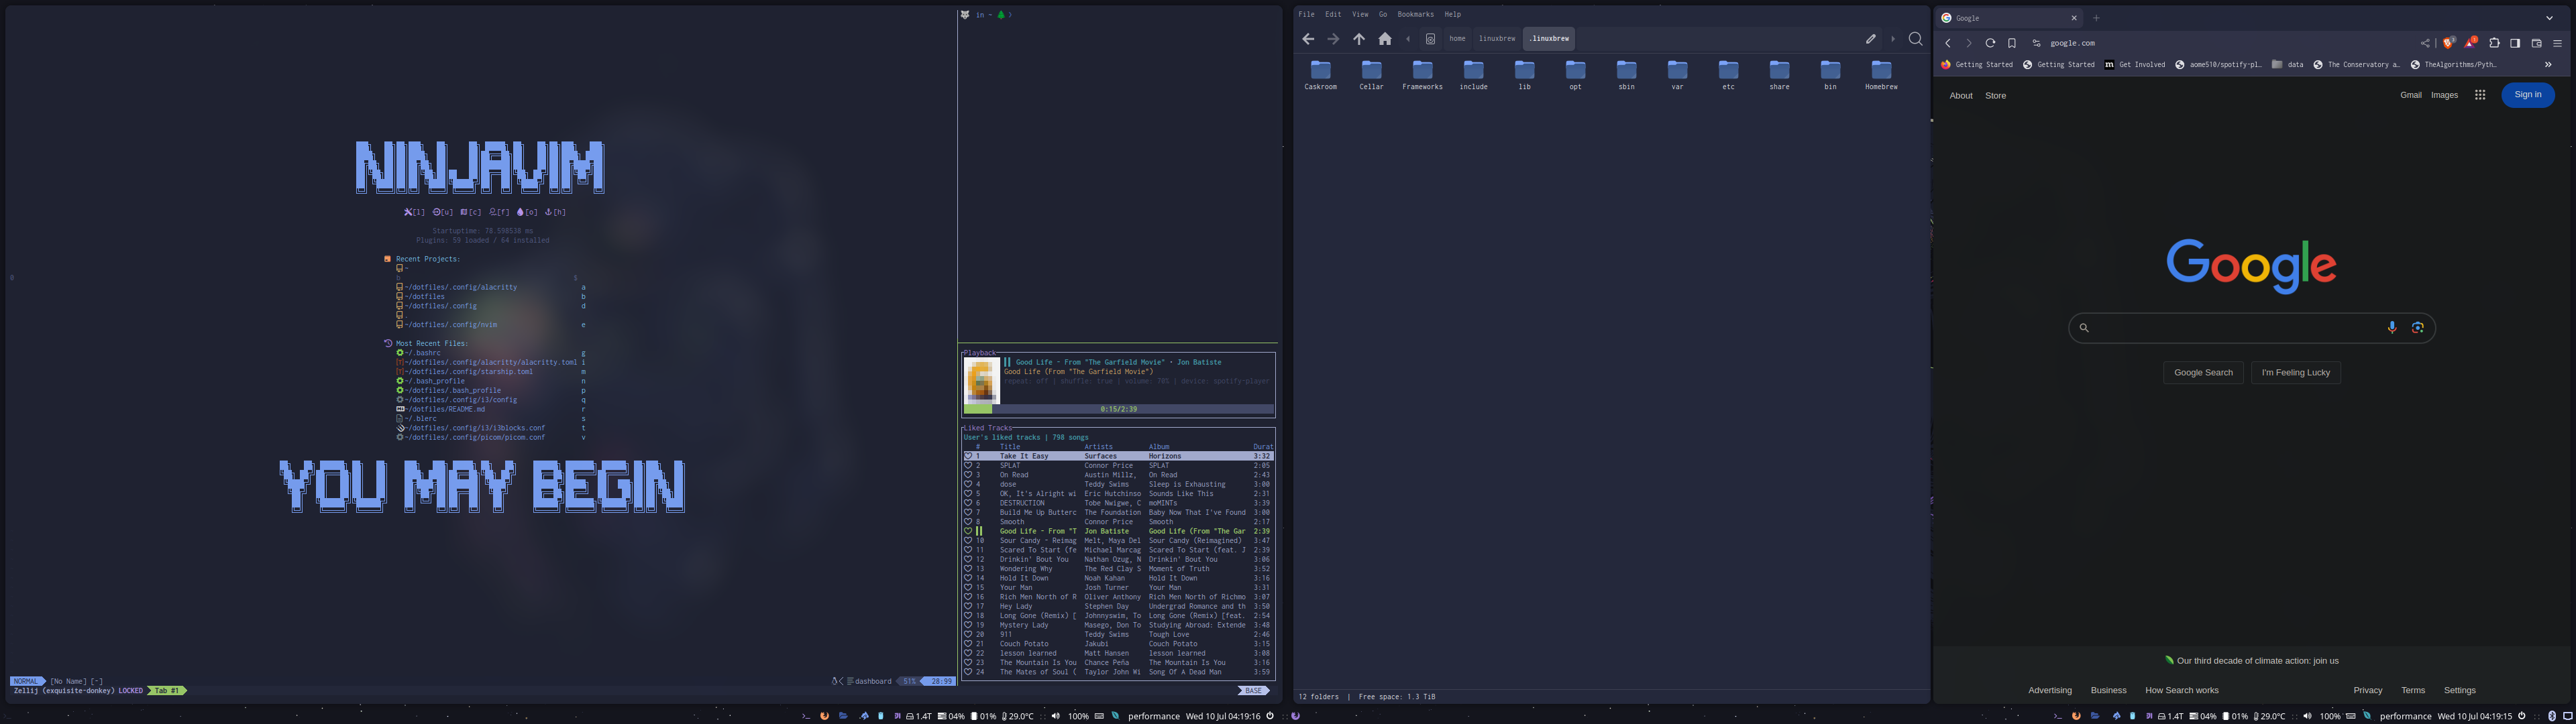 NINJAVIM
[l] [u] [c] [f] [o] [h]
Startuptime: 78.598538 ms
Plugins: 59 loaded / 64 installed
Recent Projects:
~
~/dotfiles/.config/alacritty a
~/dotfiles b
~/dotfiles/.config d
~/dotfiles/.config/nvim e
Most Recent Files:
~/.bashrc g
~/dotfiles/.config/alacritty/alacritty.toml i
~/dotfiles/.config/starship.toml m
~/.bash_profile n
~/dotfiles/.bash_profile p
~/dotfiles/.config/i3/config q
~/dotfiles/README.md r
~/.blerc s
~/dotfiles/.config/i3/i3blocks.conf t
~/dotfiles/.config/picom/picom.conf v
YOU MAY BEGIN
NORMAL [No Name] [-] dashboard 51% 28:99
Zellij (exquisite-donkey) LOCKED Tab #1 BASE
in ~
Playback
Good Life - From "The Garfield Movie" • Jon Batiste
Good Life (From "The Garfield Movie")
repeat: off | shuffle: true | volume: 70% | device: spotify-player
0:15/2:39
Liked Tracks
User's liked tracks | 798 songs
# Title Artists Album Durat
1 Take It Easy Surfaces Horizons 3:32
2 SPLAT Connor Price SPLAT 2:05
3 On Read Austin Millz, On Read 2:43
4 dose Teddy Swims Sleep is Exhausting 3:00
5 OK, It's Alright wi Eric Hutchinso Sounds Like This 2:31
6 DESTRUCTION Tobe Nwigwe, C moMINTs 3:39
7 Build Me Up Butterc The Foundation Baby Now That I've Found 3:00
8 Smooth Connor Price Smooth 2:17
Good Life - From "T Jon Batiste Good Life (From "The Gar 2:39
10 Sour Candy - Reimag Melt, Maya Del Sour Candy (Reimagined) 3:47
11 Scared To Start (fe Michael Marcag Scared To Start (feat. J 2:39
12 Drinkin' Bout You Nathan Ozug, N Drinkin' Bout You 3:06
13 Wondering Why The Red Clay S Moment of Truth 3:52
14 Hold It Down Noah Kahan Hold It Down 3:16
15 Your Man Josh Turner Your Man 3:31
16 Rich Men North of R Oliver Anthony Rich Men North of Richmo 3:07
17 Hey Lady Stephen Day Undergrad Romance and th 3:50
18 Long Gone (Remix) [ Johnnyswim, To Long Gone (Remix) [feat. 2:54
19 Mystery Lady Masego, Don To Studying Abroad: Extende 3:48
20 911 Teddy Swims Tough Love 2:46
21 Couch Potato Jakubi Couch Potato 3:15
22 lesson learned Matt Hansen lesson learned 3:08
23 The Mountain Is You Chance Peña The Mountain Is You 3:16
24 The Mates of Soul ( Taylor John Wi Song Of A Dead Man 3:59
1.4T 04% 01% 29.0°C 100% performance Wed 10 Jul 04:19:16
File Edit View Go Bookmarks Help
home linuxbrew .linuxbrew
Caskroom Cellar Frameworks include lib opt sbin var etc share bin Homebrew
12 folders | Free space: 1.3 TiB
Google
google.com
Getting Started Getting Started Get Involved aome510/spotify-pl... data The Conservatory a... TheAlgorithms/Pyth...
About Store Gmail Images Sign in
Google
Google Search I'm Feeling Lucky
Our third decade of climate action: join us
Advertising Business How Search works Privacy Terms Settings
1.4T 04% 01% 29.0°C 100% performance Wed 10 Jul 04:19:15